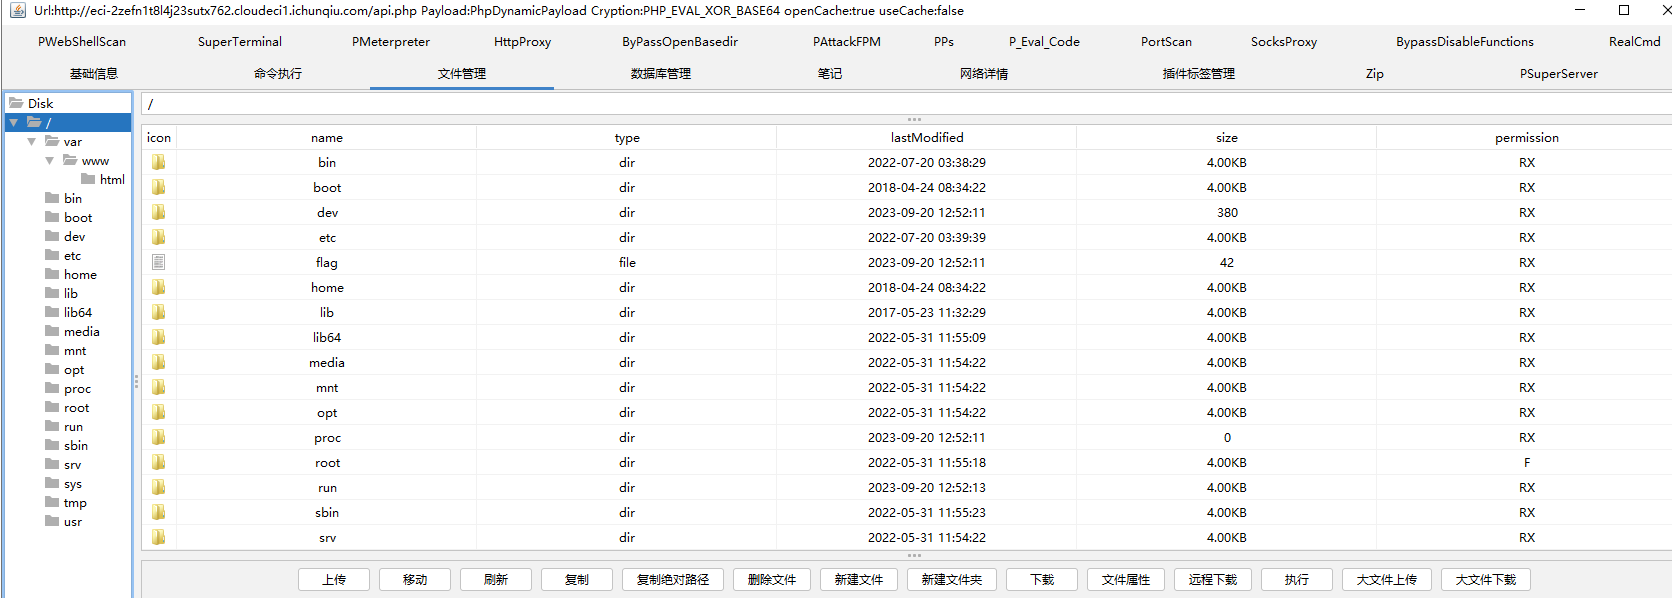 Url:http://eci-2zefn1t8l4j23sutx762.cloudeci1.ichunqiu.com/api.php Payload:PhpDynamicPayload Cryption:PHP_EVAL_XOR_BASE64 openCache:true useCache:false
PWebShellScan SuperTerminal PMeterpreter HttpProxy ByPassOpenBasedir PAttackFPM PPs P_Eval_Code PortScan SocksProxy BypassDisableFunctions RealCmd
基础信息 命令执行 文件管理 数据库管理 笔记 网络详情 插件标签管理 Zip PSuperServer
Disk
/
var
www
html
bin
boot
dev
etc
home
lib
lib64
media
mnt
opt
proc
root
run
sbin
srv
sys
tmp
usr
/
icon name type lastModified size permission
bin dir 2022-07-20 03:38:29 4.00KB RX
boot dir 2018-04-24 08:34:22 4.00KB RX
dev dir 2023-09-20 12:52:11 380 RX
etc dir 2022-07-20 03:39:39 4.00KB RX
flag file 2023-09-20 12:52:11 42 RX
home dir 2018-04-24 08:34:22 4.00KB RX
lib dir 2017-05-23 11:32:29 4.00KB RX
lib64 dir 2022-05-31 11:55:09 4.00KB RX
media dir 2022-05-31 11:54:22 4.00KB RX
mnt dir 2022-05-31 11:54:22 4.00KB RX
opt dir 2022-05-31 11:54:22 4.00KB RX
proc dir 2023-09-20 12:52:11 0 RX
root dir 2022-05-31 11:55:18 4.00KB F
run dir 2023-09-20 12:52:13 4.00KB RX
sbin dir 2022-05-31 11:55:23 4.00KB RX
srv dir 2022-05-31 11:54:22 4.00KB RX
上传 移动 刷新 复制 复制绝对路径 删除文件 新建文件 新建文件夹 下载 文件属性 远程下载 执行 大文件上传 大文件下载